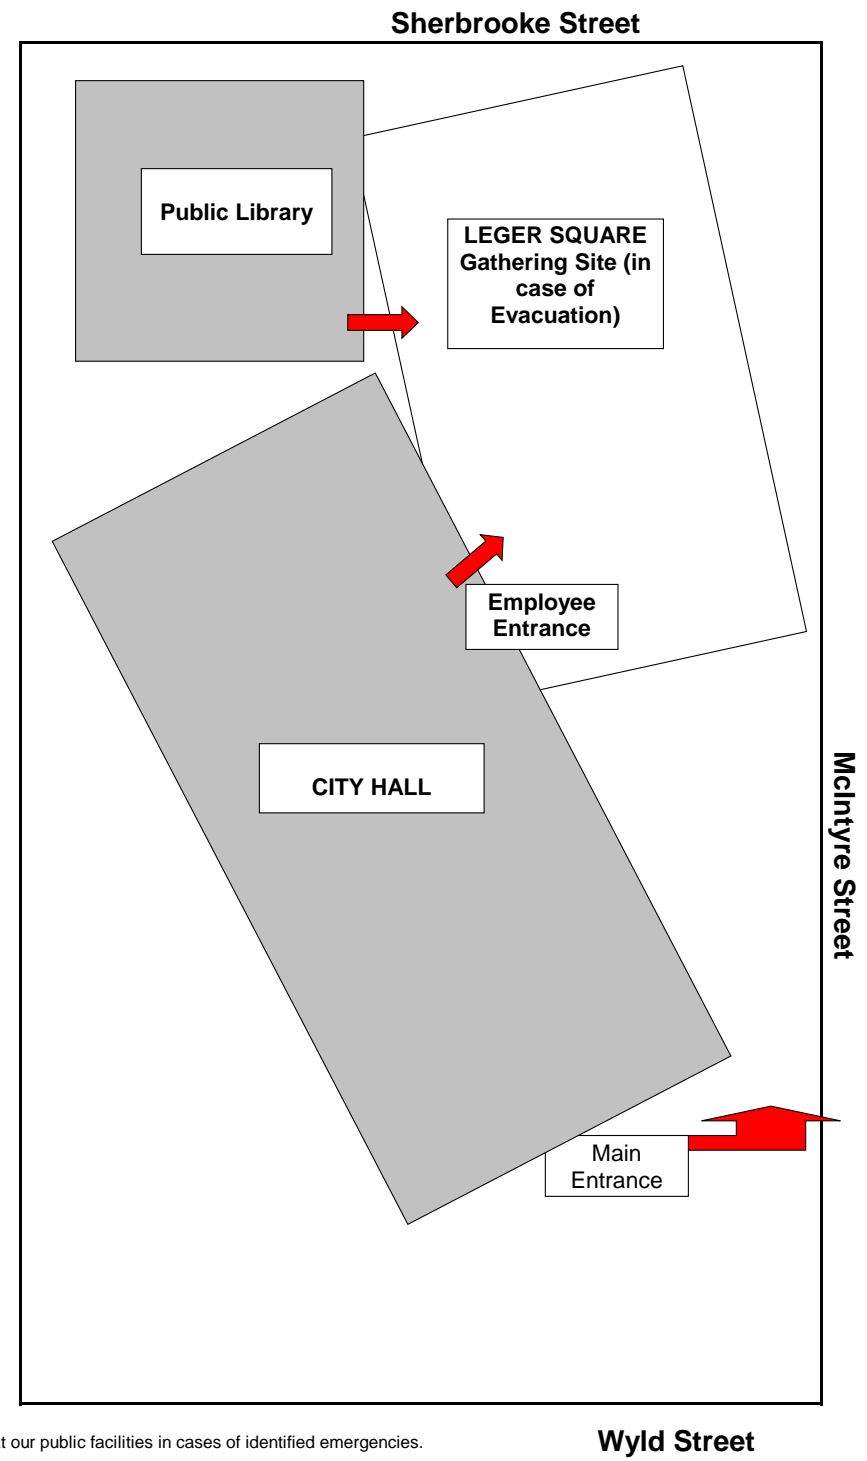 Sherbrooke Street
Public Library
LEGER SQUARE
Gathering Site (in
case of
Evacuation)
Employee
Entrance
CITY HALL
McIntyre Street
Main
Entrance
our public facilities in cases of identified emergencies.
Wyld Street